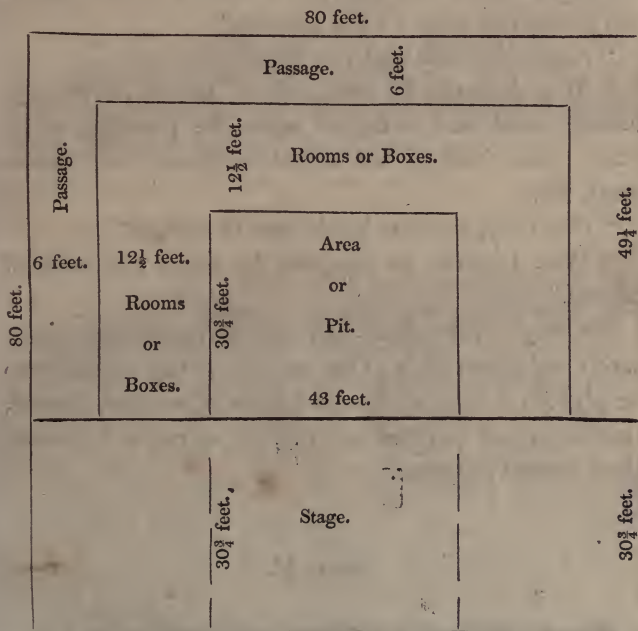 80 feet.
Passage.
6 feet.
Passage.
12½ feet.
Rooms or Boxes.
49¼ feet.
6 feet.
12½ feet.
Rooms
or
Boxes.
30¾ feet.
Area
or
Pit.
43 feet.
80 feet.
30¾ feet.
Stage.
30¾ feet.